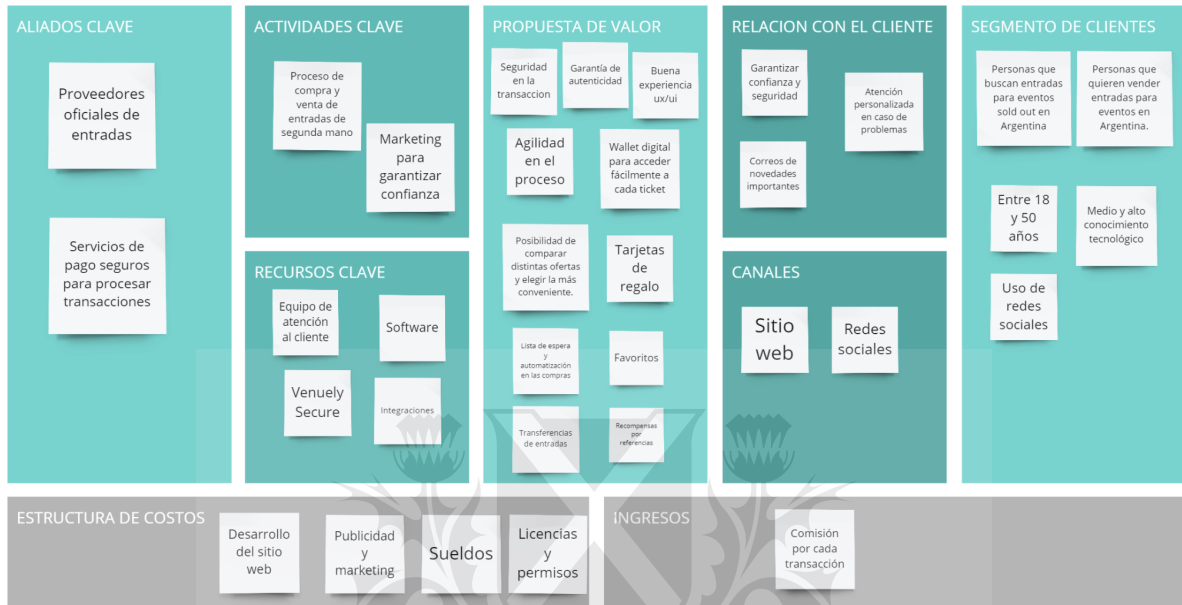 ALIADOS CLAVE
Proveedores
oficiales de
entradas
Servicios de
pago seguros
para procesar
transacciones
ACTIVIDADES CLAVE
Proceso de
compra y
venta de
entradas de
segunda mano
Marketing
para
garantizar
confianza
RECURSOS CLAVE
Equipo de
atención
al cliente
Software
Venuely
Secure
Integraciones
PROPUESTA DE VALOR
Seguridad
en la
transaccion
Garantía de
autenticidad
Buena
experiencia
ux/ui
Agilidad
en el
proceso
Wallet digital
para acceder
fácilmente a
cada ticket
Posibilidad de
comparar
distintas ofertas
y elegir la más
conveniente.
Tarjetas
de
regalo
Lista de espera
y
automatización
en las compras
Favoritos
Transferencias
de entradas
Recompensas
por
referencias
RELACION CON EL CLIENTE
Garantizar
confianza y
seguridad
Atención
personalizada
en caso de
problemas
Correos de
novedades
importantes
CANALES
Sitio
web
Redes
sociales
SEGMENTO DE CLIENTES
Personas que
buscan entradas
para eventos
sold out en
Argentina
Personas que
quieren vender
entradas para
eventos en
Argentina.
Entre 18
y 50
años
Medio y alto
conocimiento
tecnológico
Uso de
redes
sociales
ESTRUCTURA DE COSTOS
Desarrollo
del sitio
web
Publicidad
y
marketing
Sueldos
Licencias
y
permisos
INGRESOS
Comisión
por cada
transacción